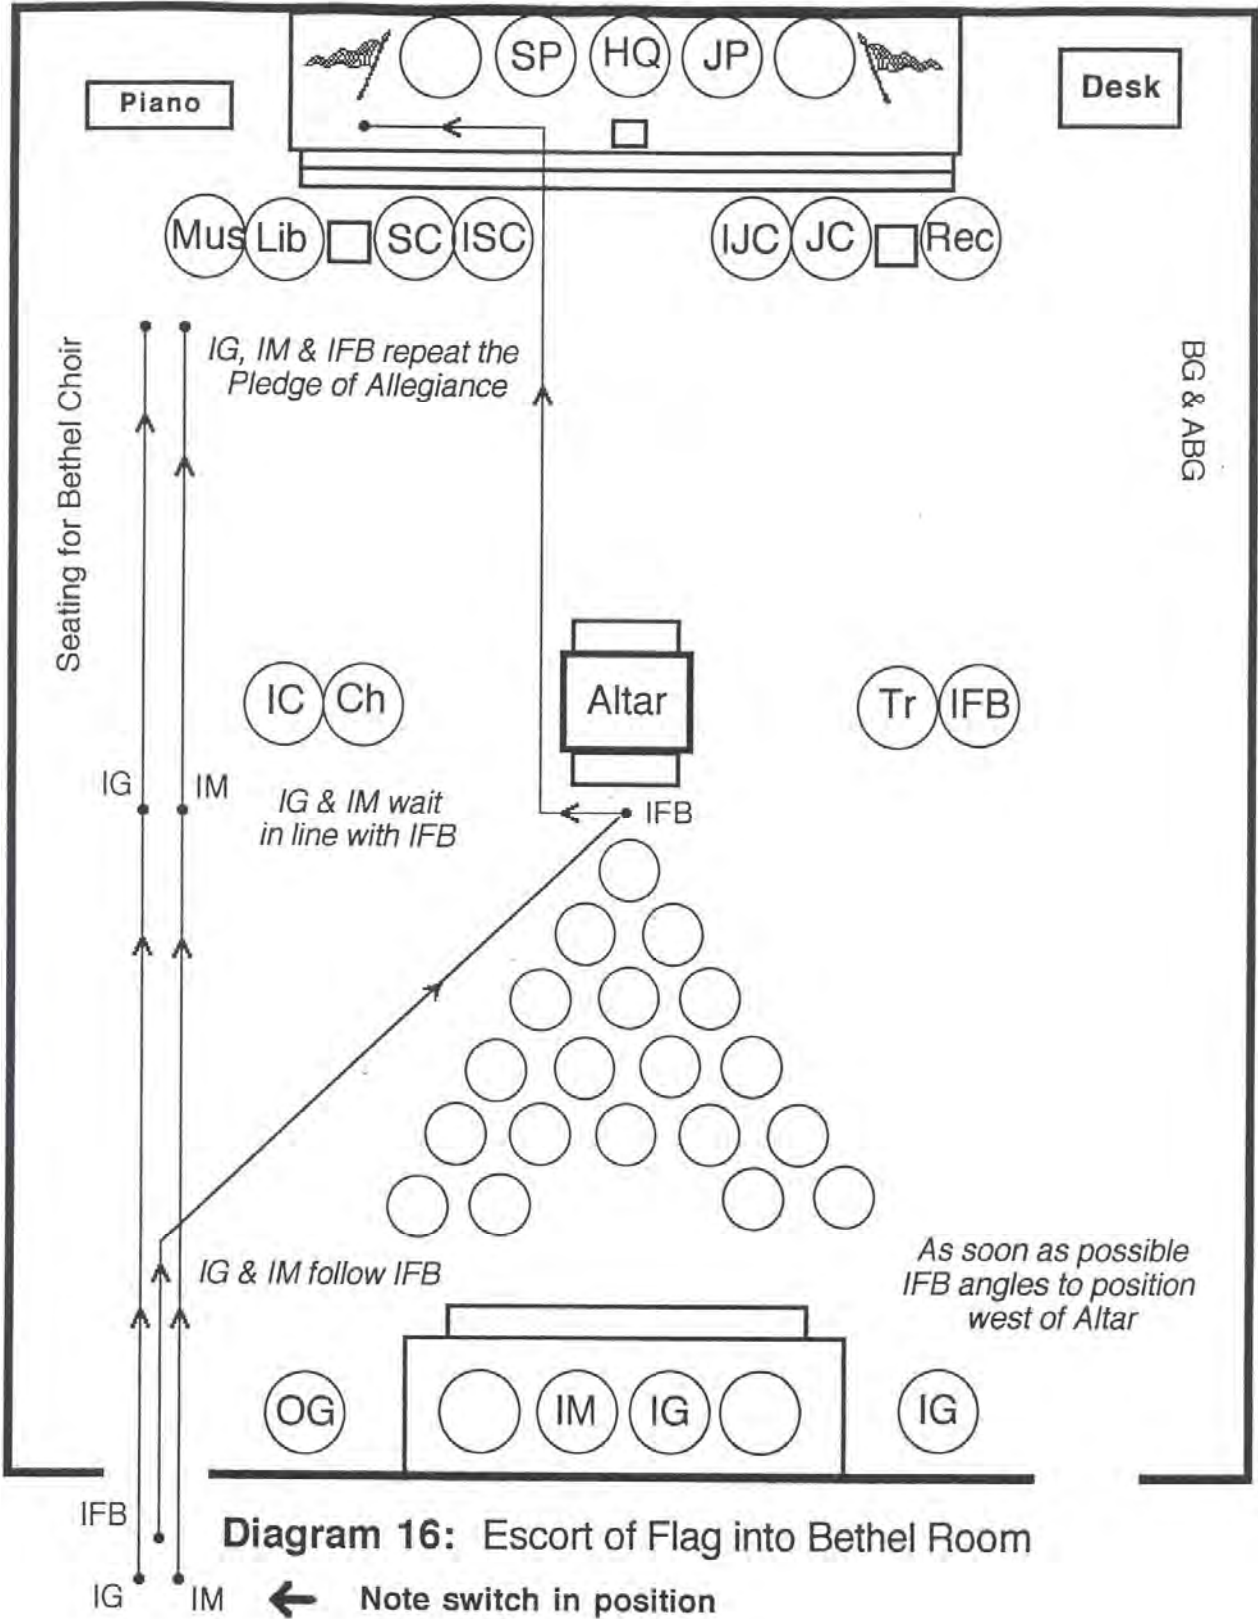 SP HQ JP
Piano
Desk
Mus Lib SC ISC IJC JC Rec
IG, IM & IFB repeat the
Pledge of Allegiance
Seating for Bethel Choir
BG & ABG
IC Ch Altar Tr IFB
IG IM
IG & IM wait
in line with IFB
IFB
IG & IM follow IFB
As soon as possible
IFB angles to position
west of Altar
OG IM IG IG
IFB
Diagram 16: Escort of Flag into Bethel Room
IG IM ← Note switch in position